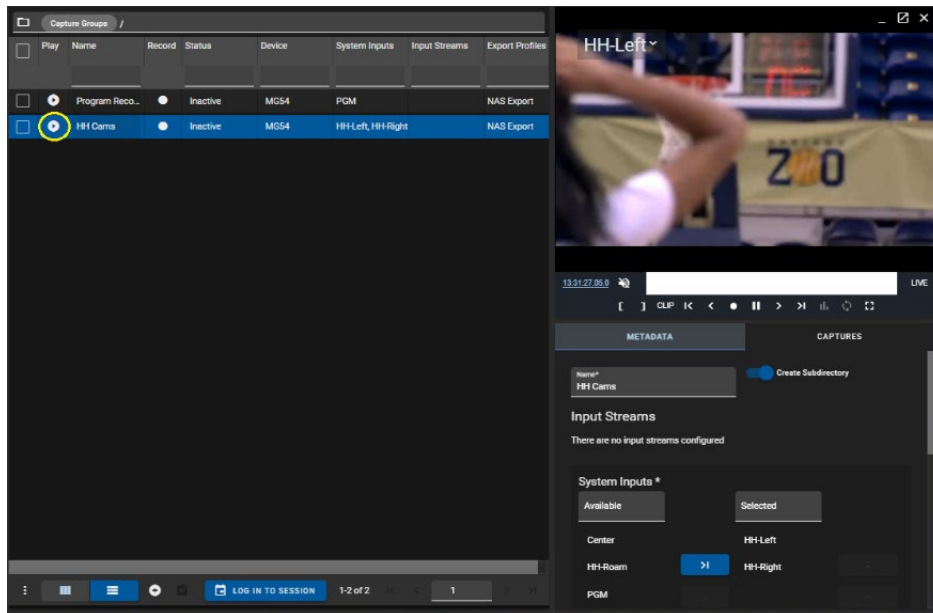 Capture Groups /
Play Name Record Status Device System Inputs Input Streams Export Profiles
Program Reco... Inactive MG54 PGM NAS Export
HH Cams Inactive MG54 HH-Left, HH-Right NAS Export
LOG IN TO SESSION 1-2 of 2 1
HH-Left
ZOO
13:31:27.05.0 LIVE
[ ] CLIP
METADATA CAPTURES
Name*
HH Cams
Create Subdirectory
Input Streams
There are no input streams configured
System Inputs *
Available Selected
Center HH-Left
HH-Roam HH-Right
PGM